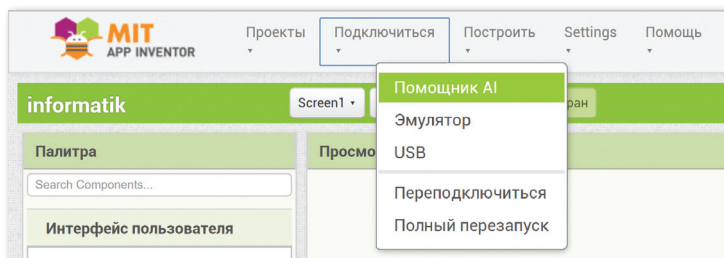 MIT
APP INVENTOR
Проекты Подключиться Построить Settings Помощь
informatik Screen1 ран
Помощник AI
Эмулятор
USB
Переподключиться
Полный перезапуск
Палитра Просмо
Search Components...
Интерфейс пользователя